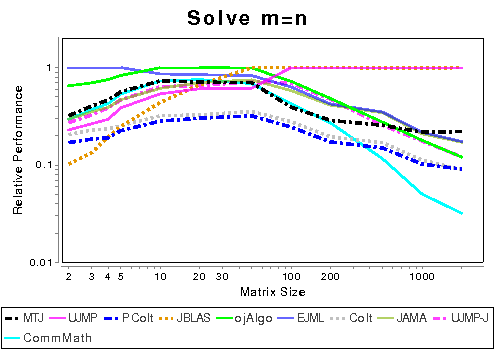 Solve m=n
Relative Performance
1
0.1
0.01
2 3 4 5 10 20 30 100 200 1000
Matrix Size
MTJ UJMP PColt JBLAS ojAlgo EJML Colt JAMA UJMP-J
CommMath